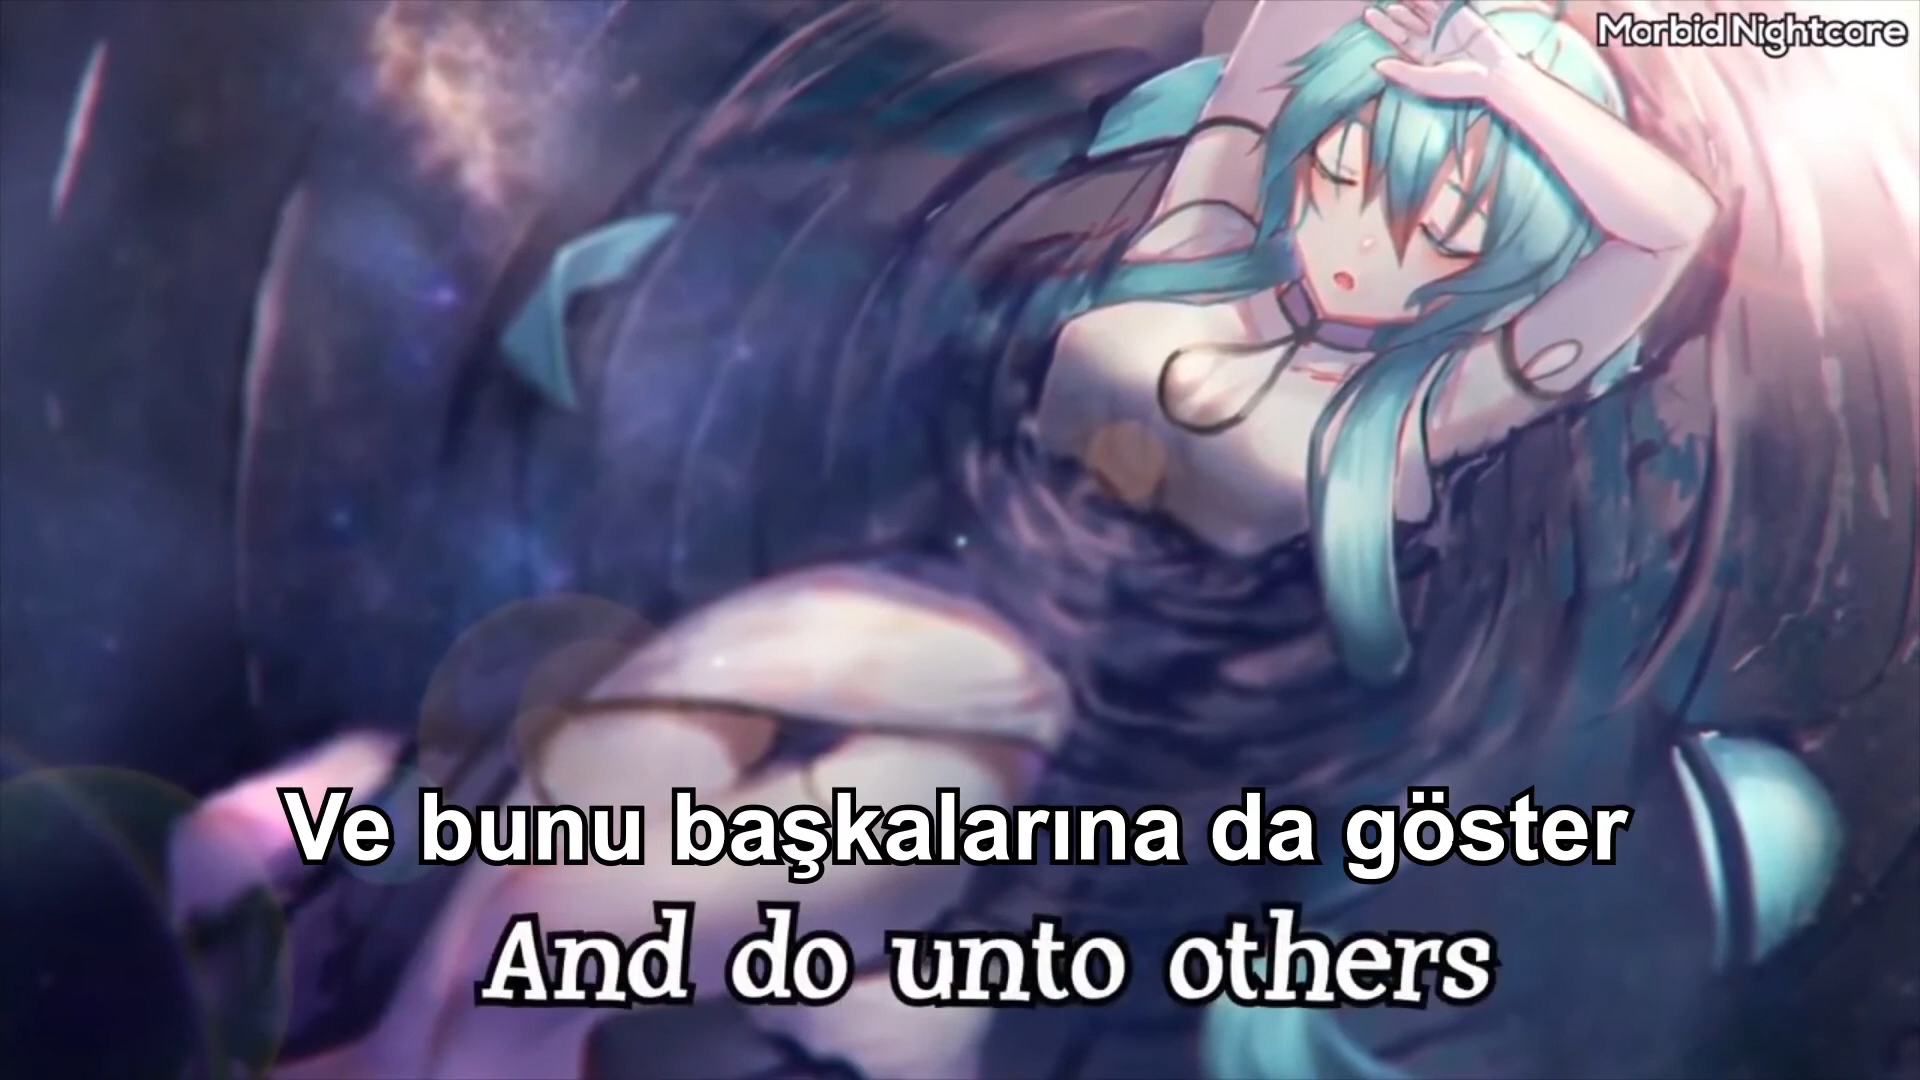 Morbid Nightcore
Ve bunu başkalarına da göster
And do unto others